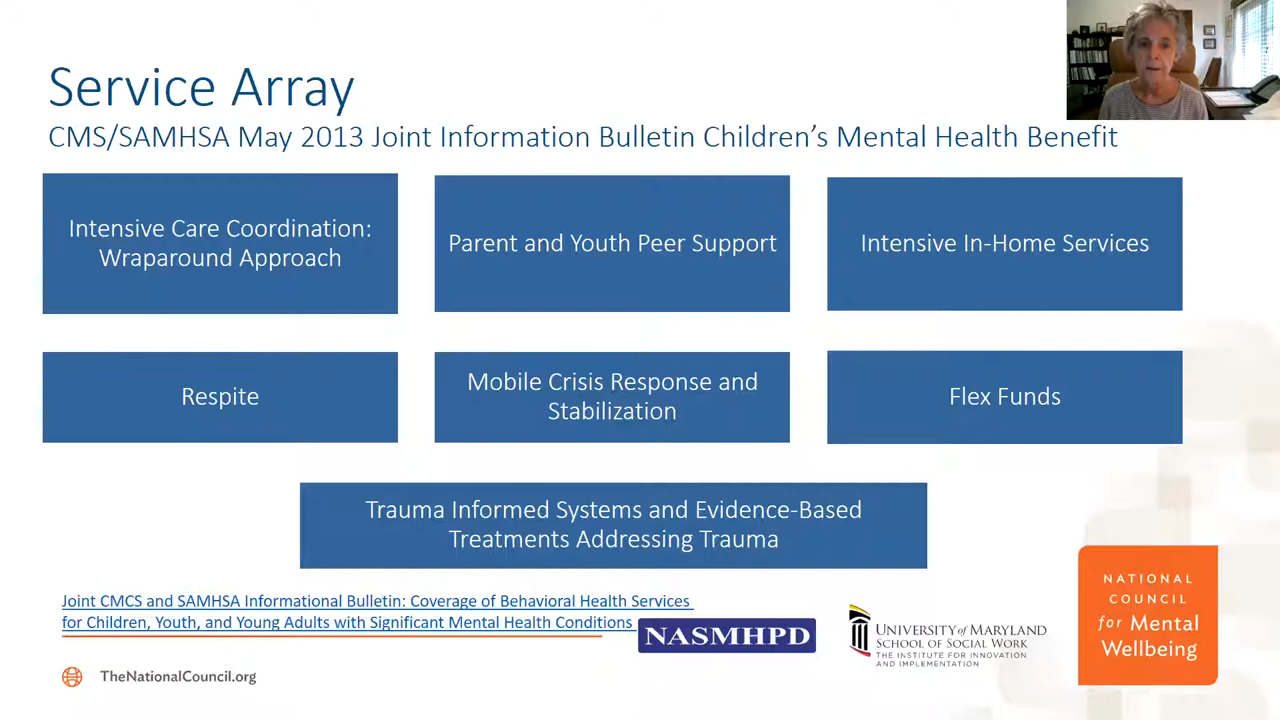 Service Array
CMS/SAMHSA May 2013 Joint Information Bulletin Children's Mental Health Benefit
Intensive Care Coordination:
Wraparound Approach
Parent and Youth Peer Support
Intensive In-Home Services
Respite
Mobile Crisis Response and
Stabilization
Flex Funds
Trauma Informed Systems and Evidence-Based
Treatments Addressing Trauma
Joint CMCS and SAMHSA Informational Bulletin: Coverage of Behavioral Health Services
for Children, Youth, and Young Adults with Significant Mental Health Conditions
NASMHPD
UNIVERSITY of MARYLAND
SCHOOL OF SOCIAL WORK
THE INSTITUTE FOR INNOVATION
AND IMPLEMENTATION
NATIONAL
COUNCIL
for Mental
Wellbeing
TheNationalCouncil.org